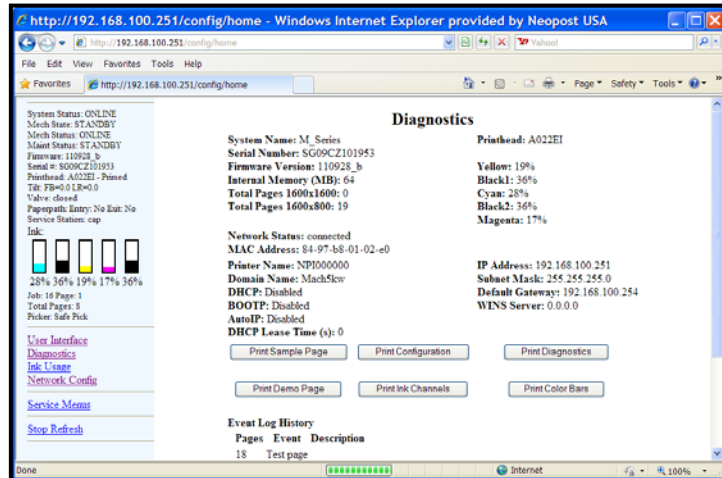 http://192.168.100.251/config/home - Windows Internet Explorer provided by Neopost USA
http://192.168.100.251/config/home
Yahoo!
File Edit View Favorites Tools Help
Favorites http://192.168.100.251/config/home
Page Safety Tools
System Status: ONLINE
Mech State: STANDBY
Mech Status: ONLINE
Maint Status: STANDBY
Firmware: 110928_b
Serial #: SG09CZ101953
Printhead: A022EI - Primed
Tilt: FB=0.0 LR=0.0
Valve: closed
Paperpath: Entry: No Exit: No
Service Station: cap
Ink:
28% 36% 19% 17% 36%
Job: 16 Page: 1
Total Pages: 8
Picker: Safe Pick
User Interface
Diagnostics
Ink Usage
Network Config
Service Menus
Stop Refresh
Diagnostics
System Name: M_Series
Serial Number: SG09CZ101953
Firmware Version: 110928_b
Internal Memory (MB): 64
Total Pages 1600x1600: 0
Total Pages 1600x800: 19
Printhead: A022EI
Yellow: 19%
Black1: 36%
Cyan: 28%
Black2: 36%
Magenta: 17%
Network Status: connected
MAC Address: 84-97-b8-01-02-e0
Printer Name: NPI000000
Domain Name: Mach5kw
DHCP: Disabled
BOOTP: Disabled
AutoIP: Disabled
DHCP Lease Time (s): 0
IP Address: 192.168.100.251
Subnet Mask: 255.255.255.0
Default Gateway: 192.168.100.254
WINS Server: 0.0.0.0
Print Sample Page Print Configuration Print Diagnostics
Print Demo Page Print Ink Channels Print Color Bars
Event Log History
Pages Event Description
18 Test page
Done Internet 100%